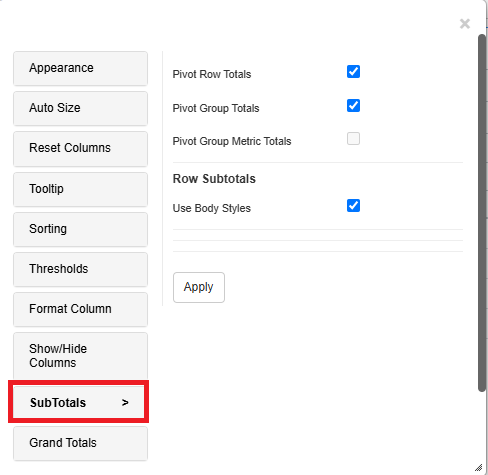 ×
Appearance
Auto Size
Reset Columns
Tooltip
Sorting
Thresholds
Format Column
Show/Hide
Columns
SubTotals >
Grand Totals
Pivot Row Totals
Pivot Group Totals
Pivot Group Metric Totals
Row Subtotals
Use Body Styles
Apply